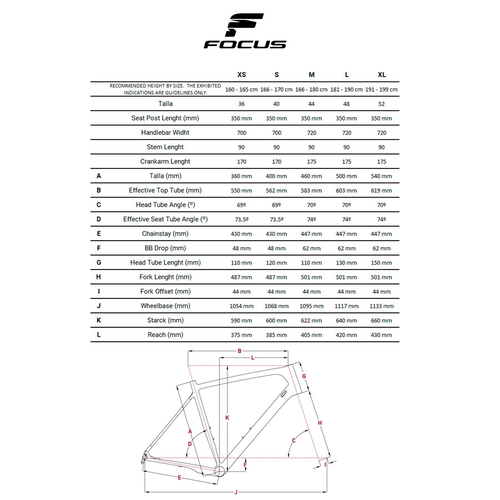 FOCUS
XS S M L XL
RECOMMENDED HEIGHT BY SIZE. THE EXHIBITED
INDICATIONS ARE GUIDELINES ONLY.
160 - 165 cm 166 - 170 cm 166 - 180 cm 181 - 190 cm 191 - 199 cm
Talla 36 40 44 48 52
Seat Post Lenght (mm) 350 mm 350 mm 350 mm 350 mm 350 mm
Handlebar Widht 700 700 720 720 720
Stem Lenght 90 90 90 90 90
Crankarm Lenght 170 170 175 175 175
A Talla (mm) 360 mm 400 mm 460 mm 500 mm 540 mm
B Effective Top Tube (mm) 550 mm 562 mm 583 mm 603 mm 619 mm
C Head Tube Angle (º) 69º 69º 70º 70º 70º
D Effective Seat Tube Angle (º) 73.5º 73.5º 74º 74º 74º
E Chainstay (mm) 430 mm 430 mm 447 mm 447 mm 447 mm
F BB Drop (mm) 48 mm 48 mm 62 mm 62 mm 62 mm
G Head Tube Lenght (mm) 110 mm 120 mm 110 mm 130 mm 150 mm
H Fork Lenght (mm) 487 mm 487 mm 501 mm 501 mm 501 mm
I Fork Offset (mm) 44 mm 44 mm 44 mm 44 mm 44 mm
J Wheelbase (mm) 1054 mm 1068 mm 1095 mm 1117 mm 1133 mm
K Starck (mm) 590 mm 600 mm 622 mm 640 mm 660 mm
L Reach (mm) 375 mm 385 mm 405 mm 420 mm 430 mm
B
L
G
K
A
H
D
C
F
I
E
J